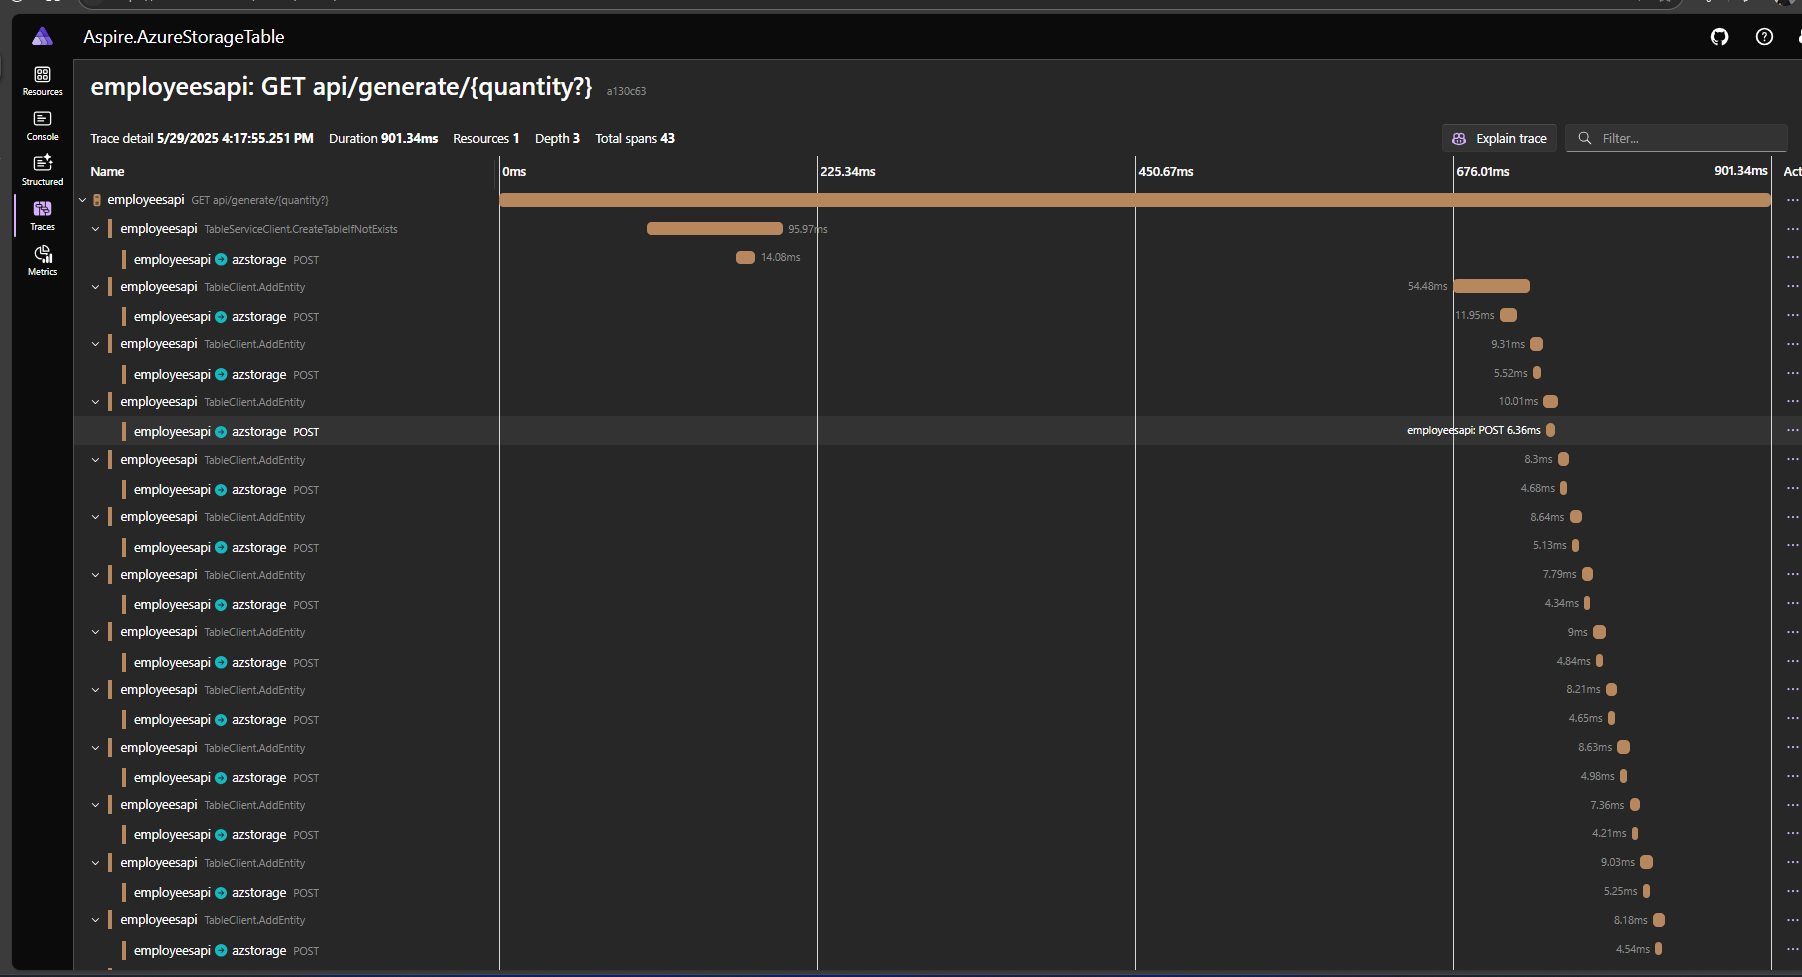 Aspire.AzureStorageTable
Resources
Console
Structured
Traces
Metrics
employeesapi: GET api/generate/{quantity?} a130c63
Trace detail 5/29/2025 4:17:55.251 PM Duration 901.34ms Resources 1 Depth 3 Total spans 43
Explain trace
Filter...
Name 0ms 225.34ms 450.67ms 676.01ms 901.34ms Act
employeesapi GET api/generate/{quantity?}
employeesapi TableServiceClient.CreateTableIfNotExists 95.97ms
employeesapi azstorage POST 14.08ms
employeesapi TableClient.AddEntity 54.48ms
employeesapi azstorage POST 11.95ms
employeesapi TableClient.AddEntity 9.31ms
employeesapi azstorage POST 5.52ms
employeesapi TableClient.AddEntity 10.01ms
employeesapi azstorage POST employeesapi: POST 6.36ms
employeesapi TableClient.AddEntity 8.3ms
employeesapi azstorage POST 4.68ms
employeesapi TableClient.AddEntity 8.64ms
employeesapi azstorage POST 5.13ms
employeesapi TableClient.AddEntity 7.79ms
employeesapi azstorage POST 4.34ms
employeesapi TableClient.AddEntity 9ms
employeesapi azstorage POST 4.84ms
employeesapi TableClient.AddEntity 8.21ms
employeesapi azstorage POST 4.65ms
employeesapi TableClient.AddEntity 8.63ms
employeesapi azstorage POST 4.98ms
employeesapi TableClient.AddEntity 7.36ms
employeesapi azstorage POST 4.21ms
employeesapi TableClient.AddEntity 9.03ms
employeesapi azstorage POST 5.25ms
employeesapi TableClient.AddEntity 8.18ms
employeesapi azstorage POST 4.54ms